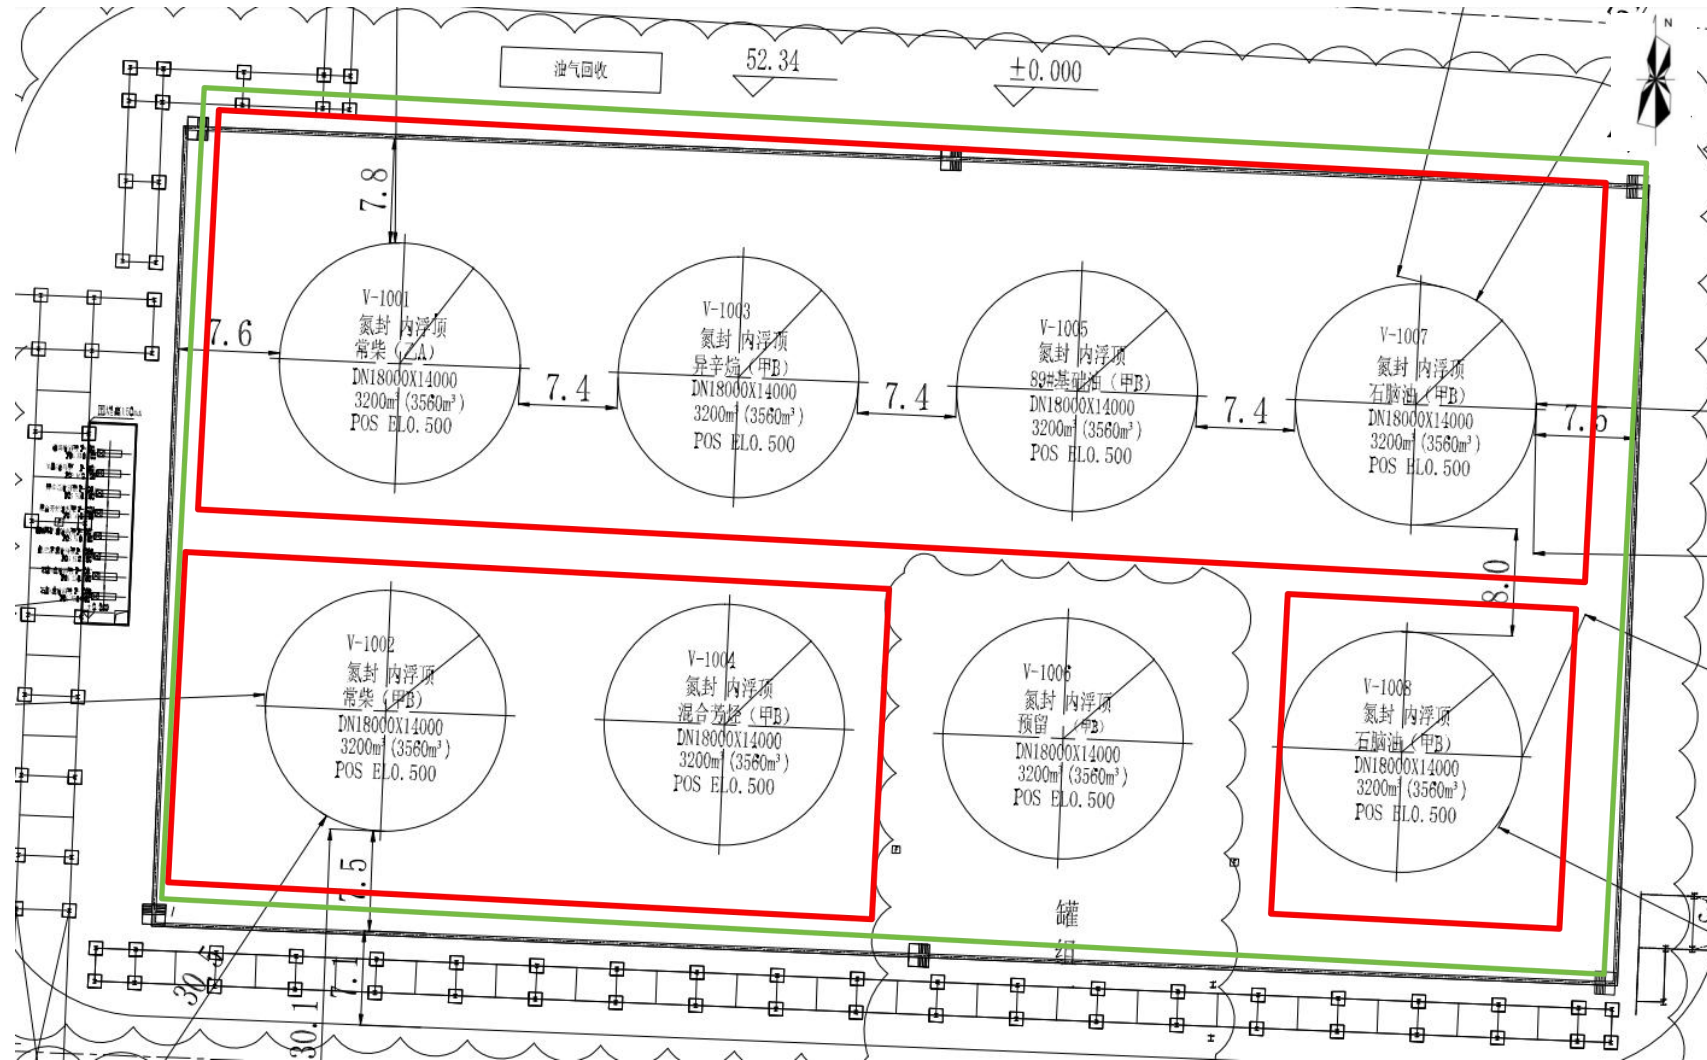 N
油气回收
52.34
±0.000
7.8
7.6
V-1001
氮封 内浮顶
常柴（乙A）
DN18000X14000
3200m³(3560m³)
POS EL0.500
7.4
V-1003
氮封 内浮顶
异辛烷（甲B）
DN18000X14000
3200m³(3560m³)
POS EL0.500
7.4
V-1005
氮封 内浮顶
89#基础油（甲B）
DN18000X14000
3200m³(3560m³)
POS EL0.500
7.4
V-1007
氮封 内浮顶
石脑油（甲B）
DN18000X14000
3200m³(3560m³)
POS EL0.500
8.0
V-1002
氮封 内浮顶
常柴（甲B）
DN18000X14000
3200m³(3560m³)
POS EL0.500
V-1004
氮封 内浮顶
混合芳烃（甲B）
DN18000X14000
3200m³(3560m³)
POS EL0.500
V-1006
氮封 内浮顶
预留（甲B）
DN18000X14000
3200m³(3560m³)
POS EL0.500
V-1008
氮封 内浮顶
石脑油（甲B）
DN18000X14000
3200m³(3560m³)
POS EL0.500
7.5
罐
组
30.5
7.1
30.1